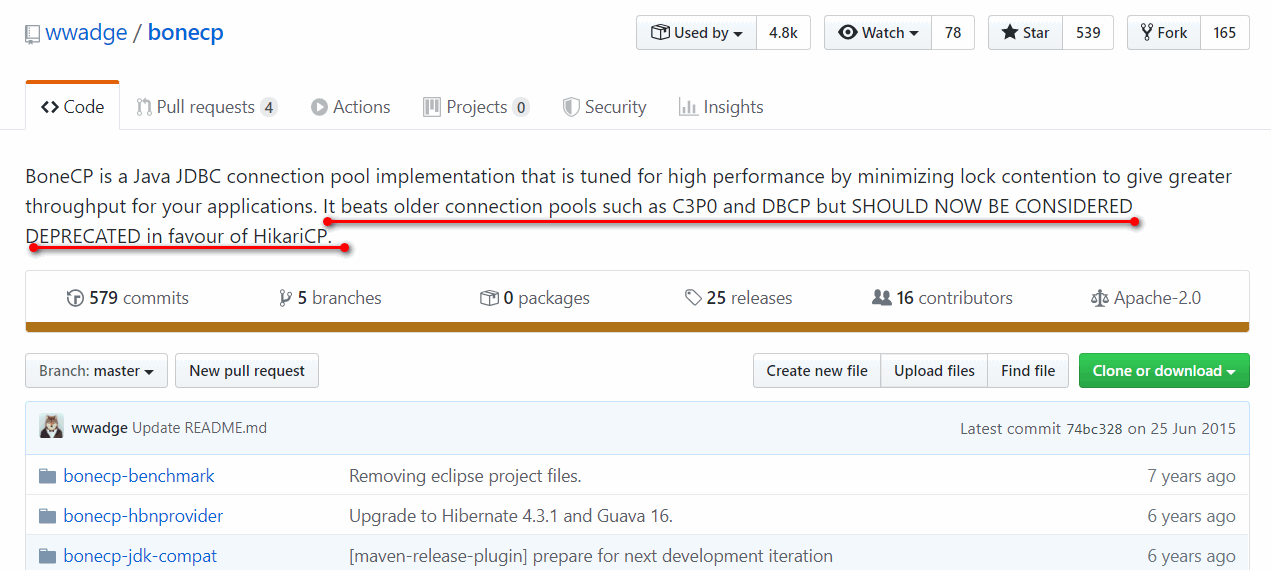 wwadge / bonecp Used by 4.8k Watch 78 Star 539 Fork 165
Code Pull requests 4 Actions Projects 0 Security Insights
BoneCP is a Java JDBC connection pool implementation that is tuned for high performance by minimizing lock contention to give greater
throughput for your applications. It beats older connection pools such as C3P0 and DBCP but SHOULD NOW BE CONSIDERED
DEPRECATED in favour of HikariCP.
579 commits 5 branches 0 packages 25 releases 16 contributors Apache-2.0
Branch: master New pull request Create new file Upload files Find file Clone or download
wwadge Update README.md Latest commit 74bc328 on 25 Jun 2015
bonecp-benchmark Removing eclipse project files. 7 years ago
bonecp-hbnprovider Upgrade to Hibernate 4.3.1 and Guava 16. 6 years ago
bonecp-jdk-compat [maven-release-plugin] prepare for next development iteration 6 years ago